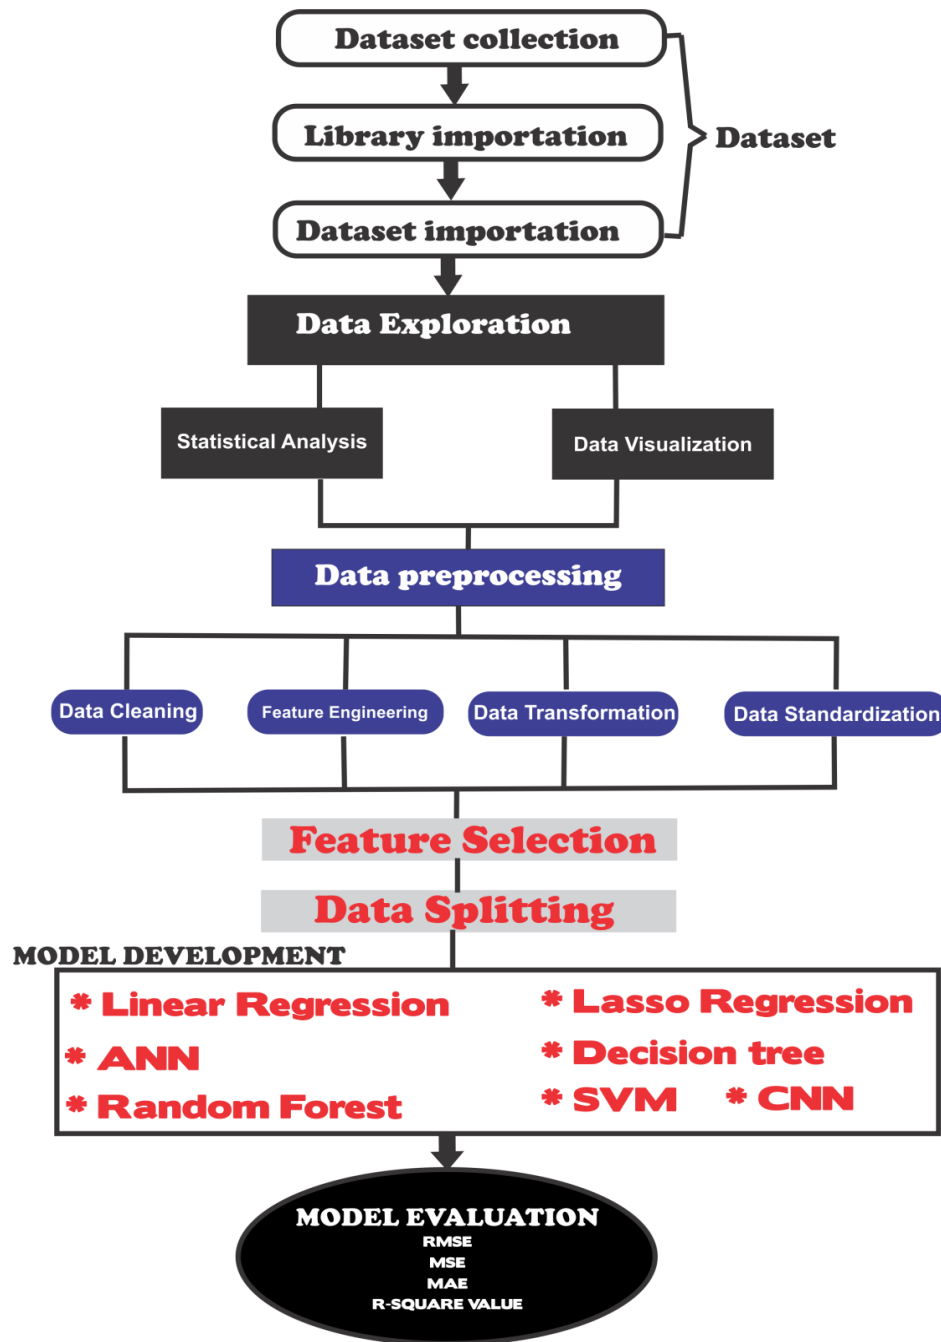 Dataset collection
Library importation
Dataset
Dataset importation
Data Exploration
Statistical Analysis
Data Visualization
Data preprocessing
Data Cleaning
Feature Engineering
Data Transformation
Data Standardization
Feature Selection
Data Splitting
MODEL DEVELOPMENT
* Linear Regression
* Lasso Regression
* ANN
* Decision tree
* Random Forest
* SVM * CNN
MODEL EVALUATION
RMSE
MSE
MAE
R-SQUARE VALUE